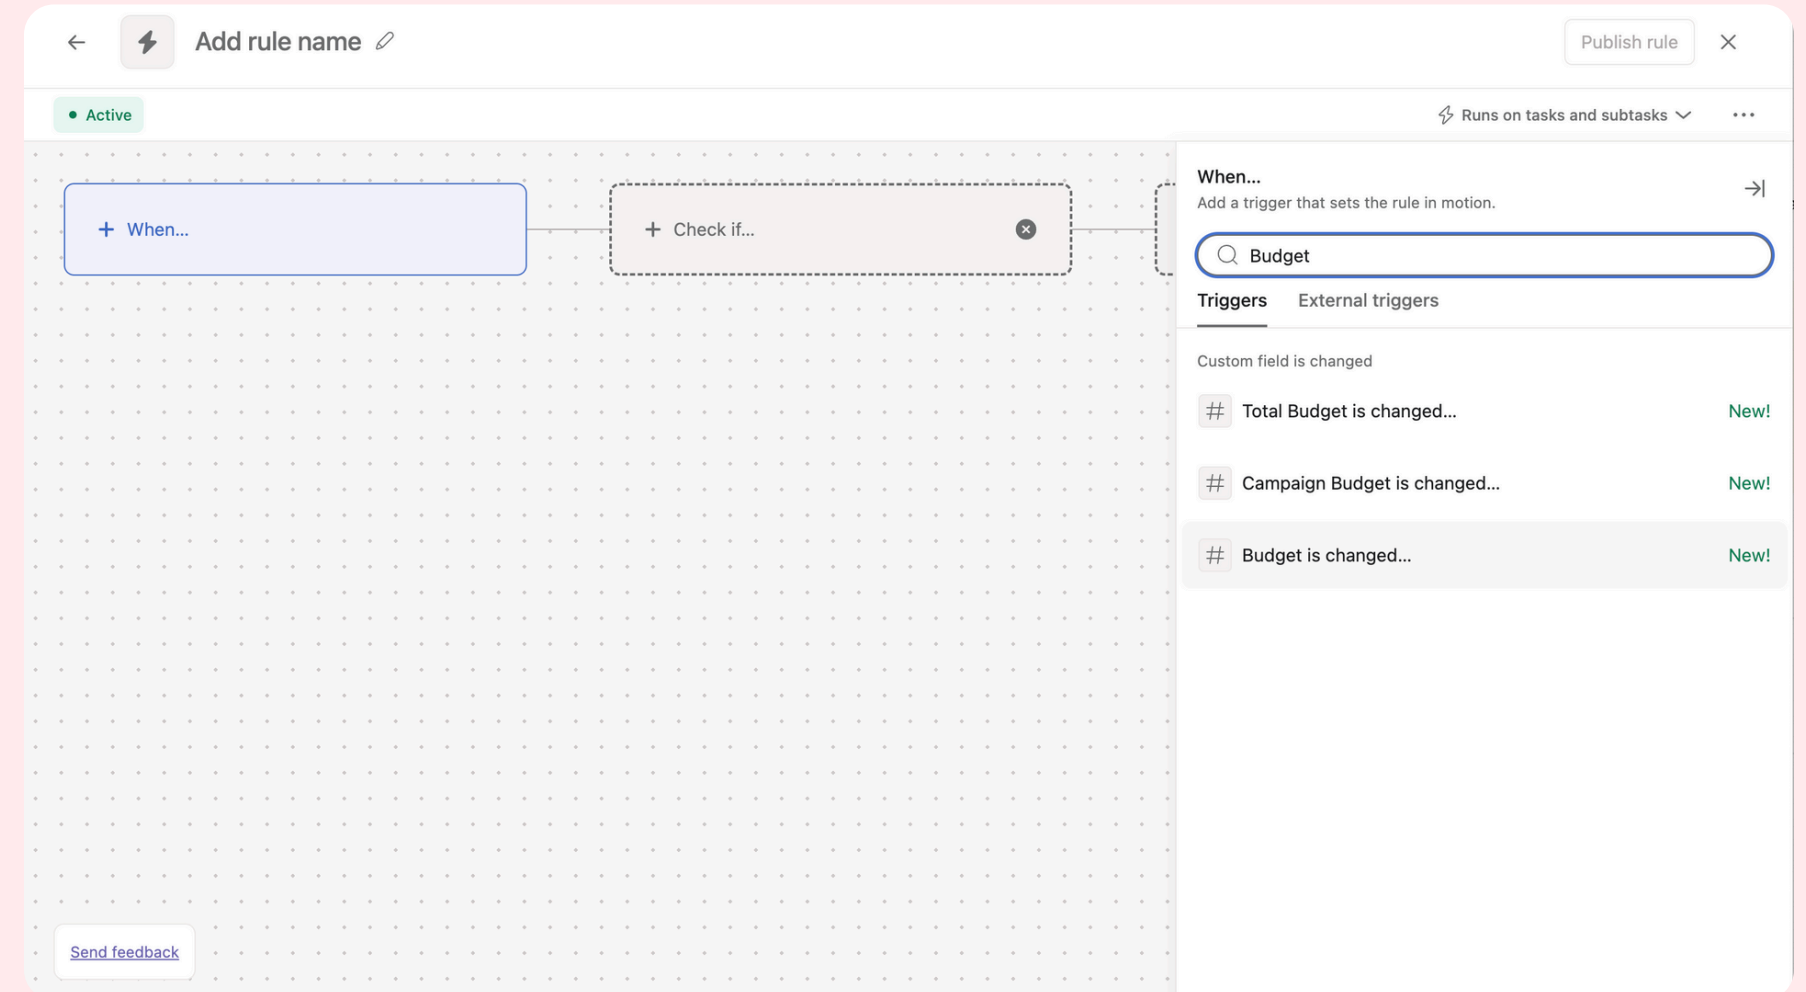 Add rule name
Publish rule
Active
Runs on tasks and subtasks
When...
Check if...
When...
Add a trigger that sets the rule in motion.
Budget
Triggers
External triggers
Custom field is changed
Total Budget is changed...
New!
Campaign Budget is changed...
New!
Budget is changed...
New!
Send feedback